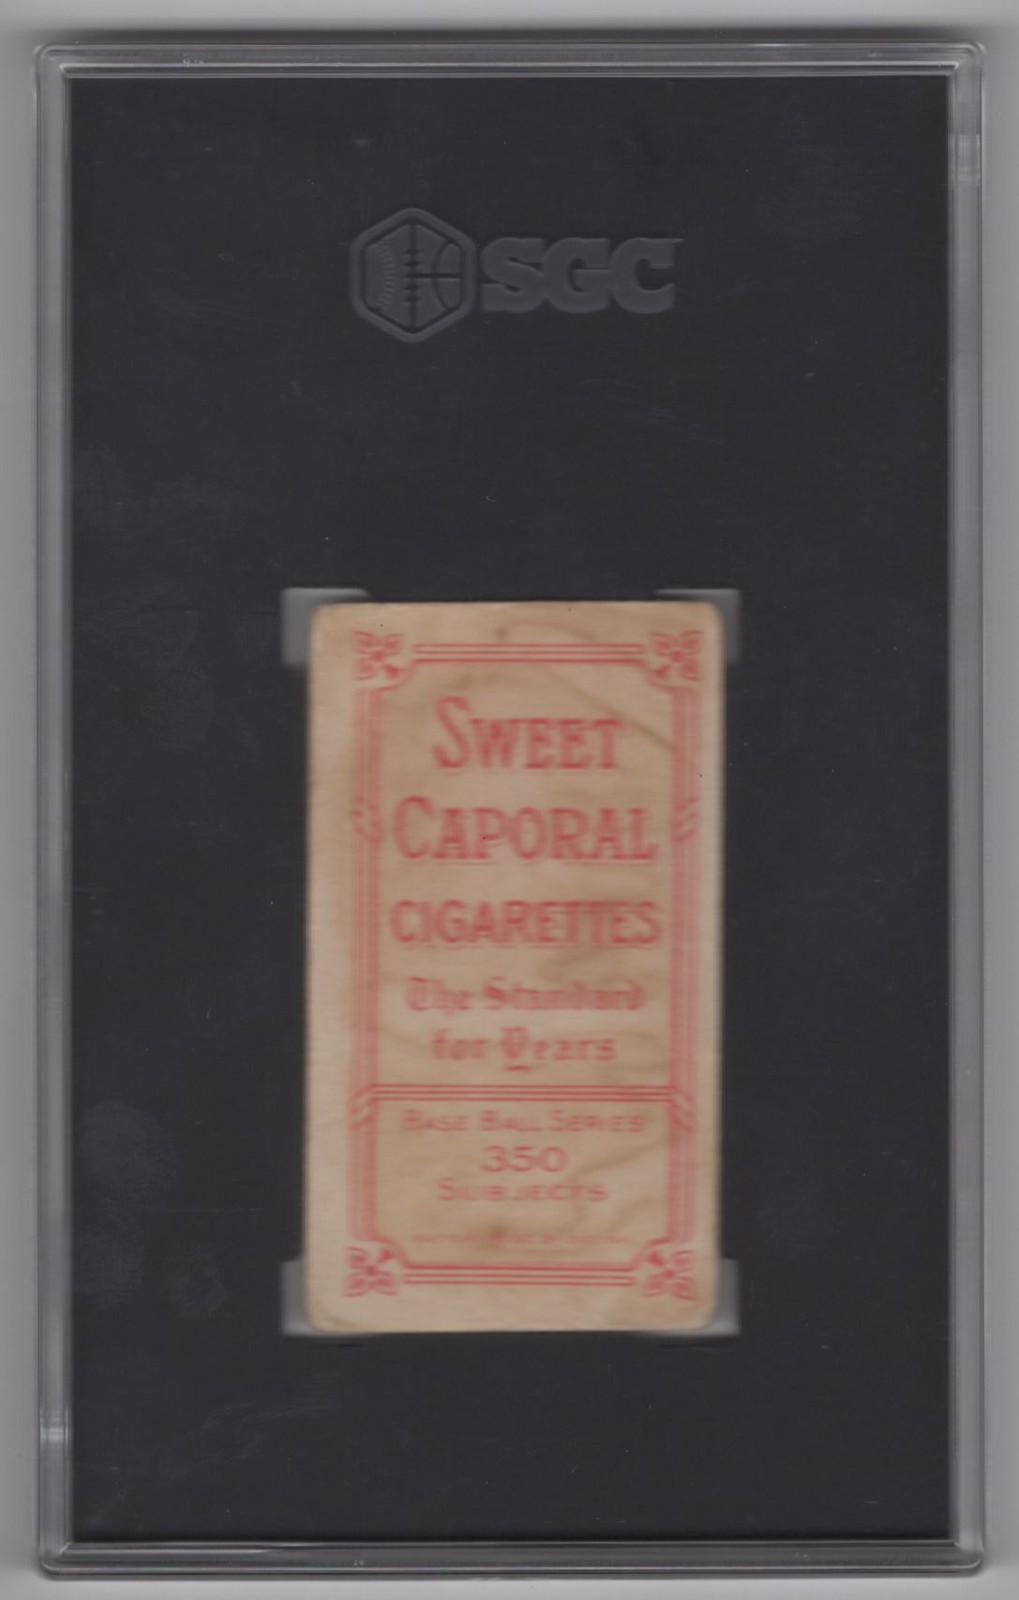 SGC
SWEET
CAPORAL
CIGARETTES
The Standard
for Years
BASE BALL SERIES
350
SUBJECTS